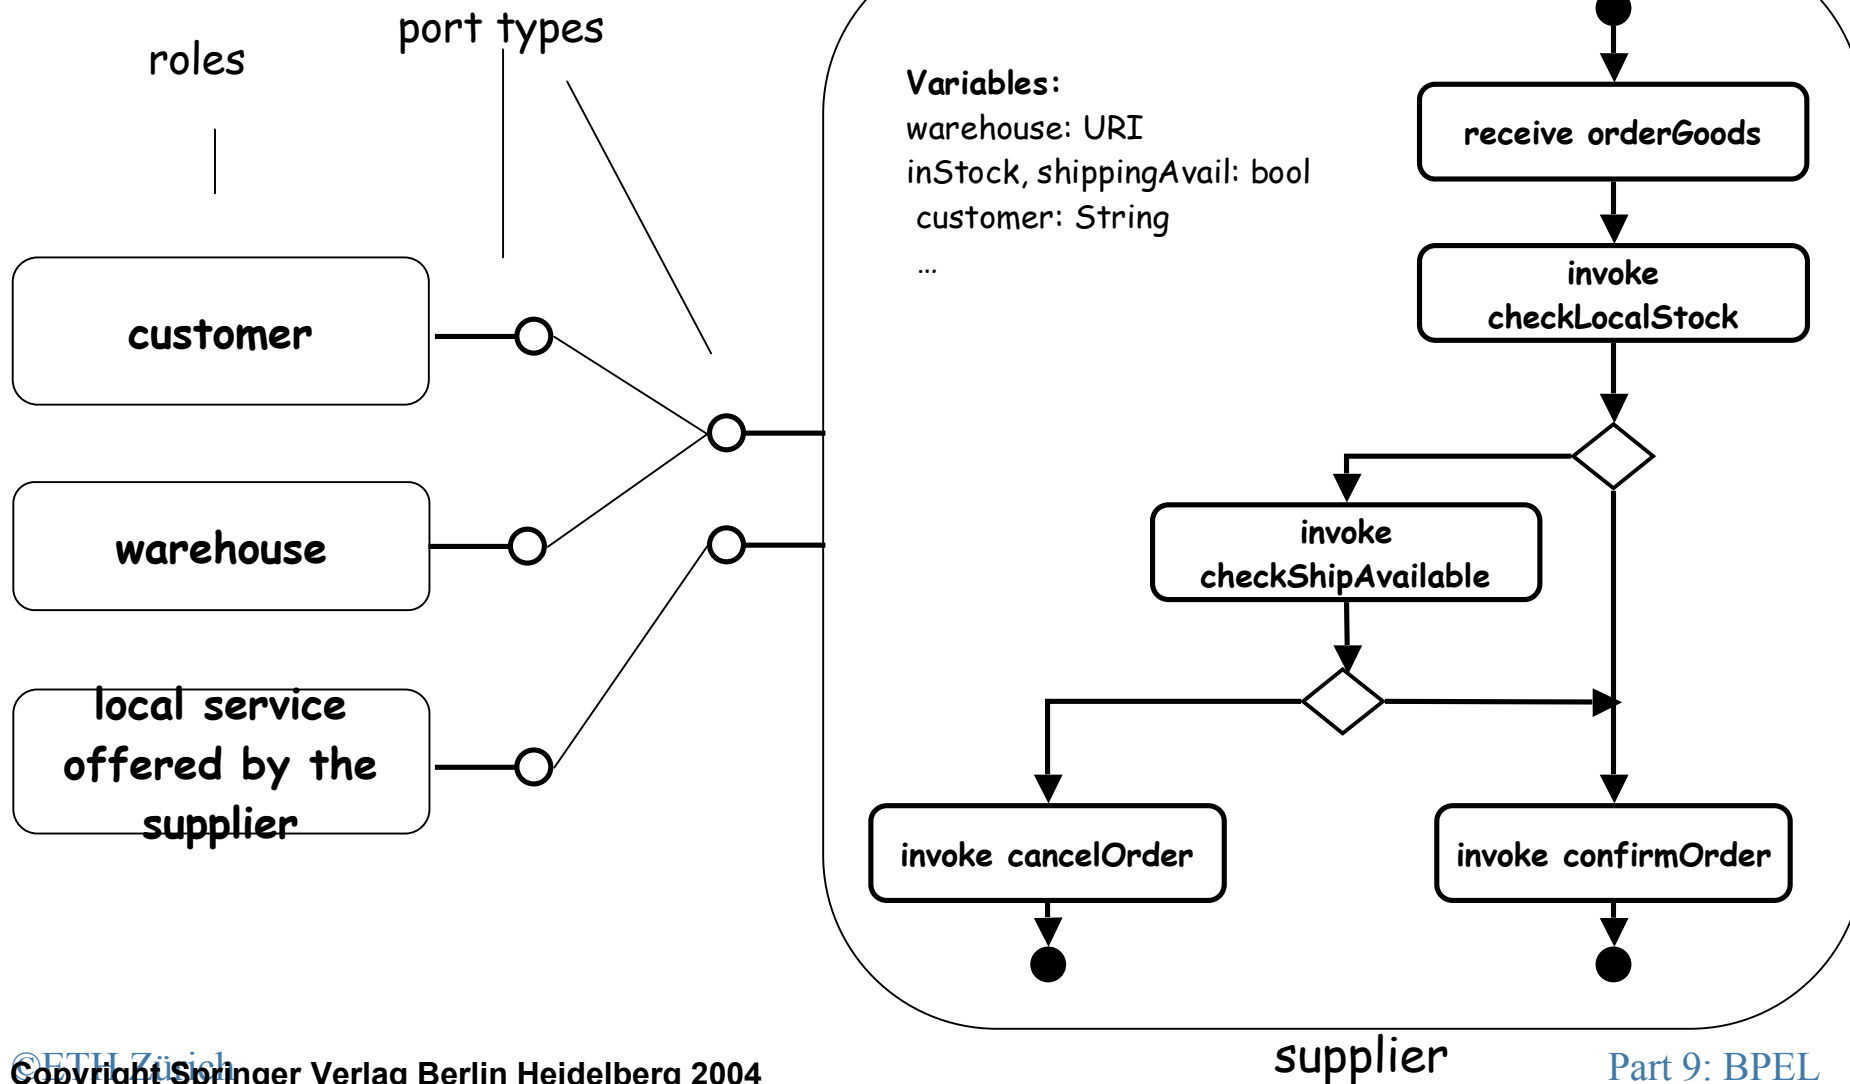 roles
port types
Variables:
warehouse: URI
inStock, shippingAvail: bool
customer: String
...
receive orderGoods
invoke
checkLocalStock
invoke
checkShipAvailable
invoke cancelOrder
invoke confirmOrder
customer
warehouse
local service
offered by the
supplier
supplier
©ETH Zürich
Copyright Springer Verlag Berlin Heidelberg 2004
Part 9: BPEL